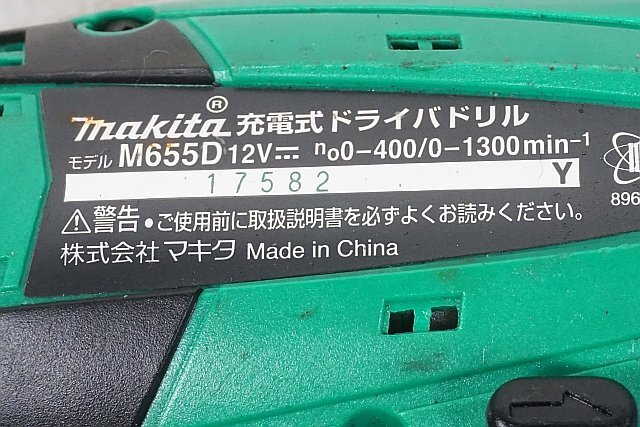 makita® 充電式ドライバドリル
モデル M655D 12V⎓ n₀0-400/0-1300min⁻¹
17582 Y
⚠警告●ご使用前に取扱説明書を必ずよくお読みください。
株式会社マキタ Made in China
896